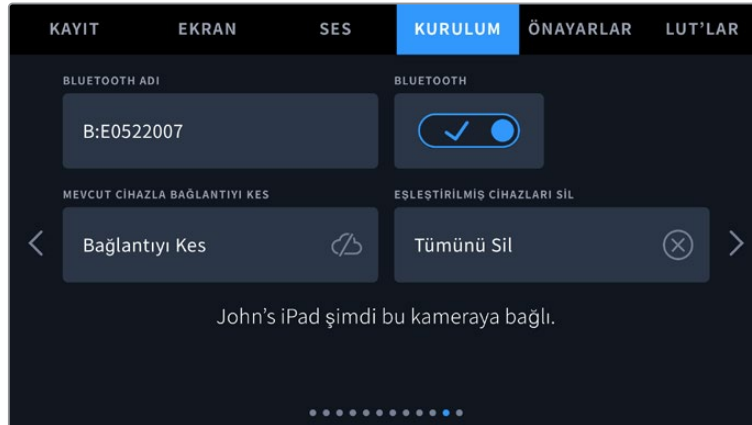 KAYIT EKRAN SES KURULUM ÖNAYARLAR LUT'LAR
BLUETOOTH ADI BLUETOOTH
B:E0522007
MEVCUT CİHAZLA BAĞLANTIYI KES EŞLEŞTİRİLMİŞ CİHAZLARI SİL
Bağlantıyı Kes Tümünü Sil
John's iPad şimdi bu kameraya bağlı.